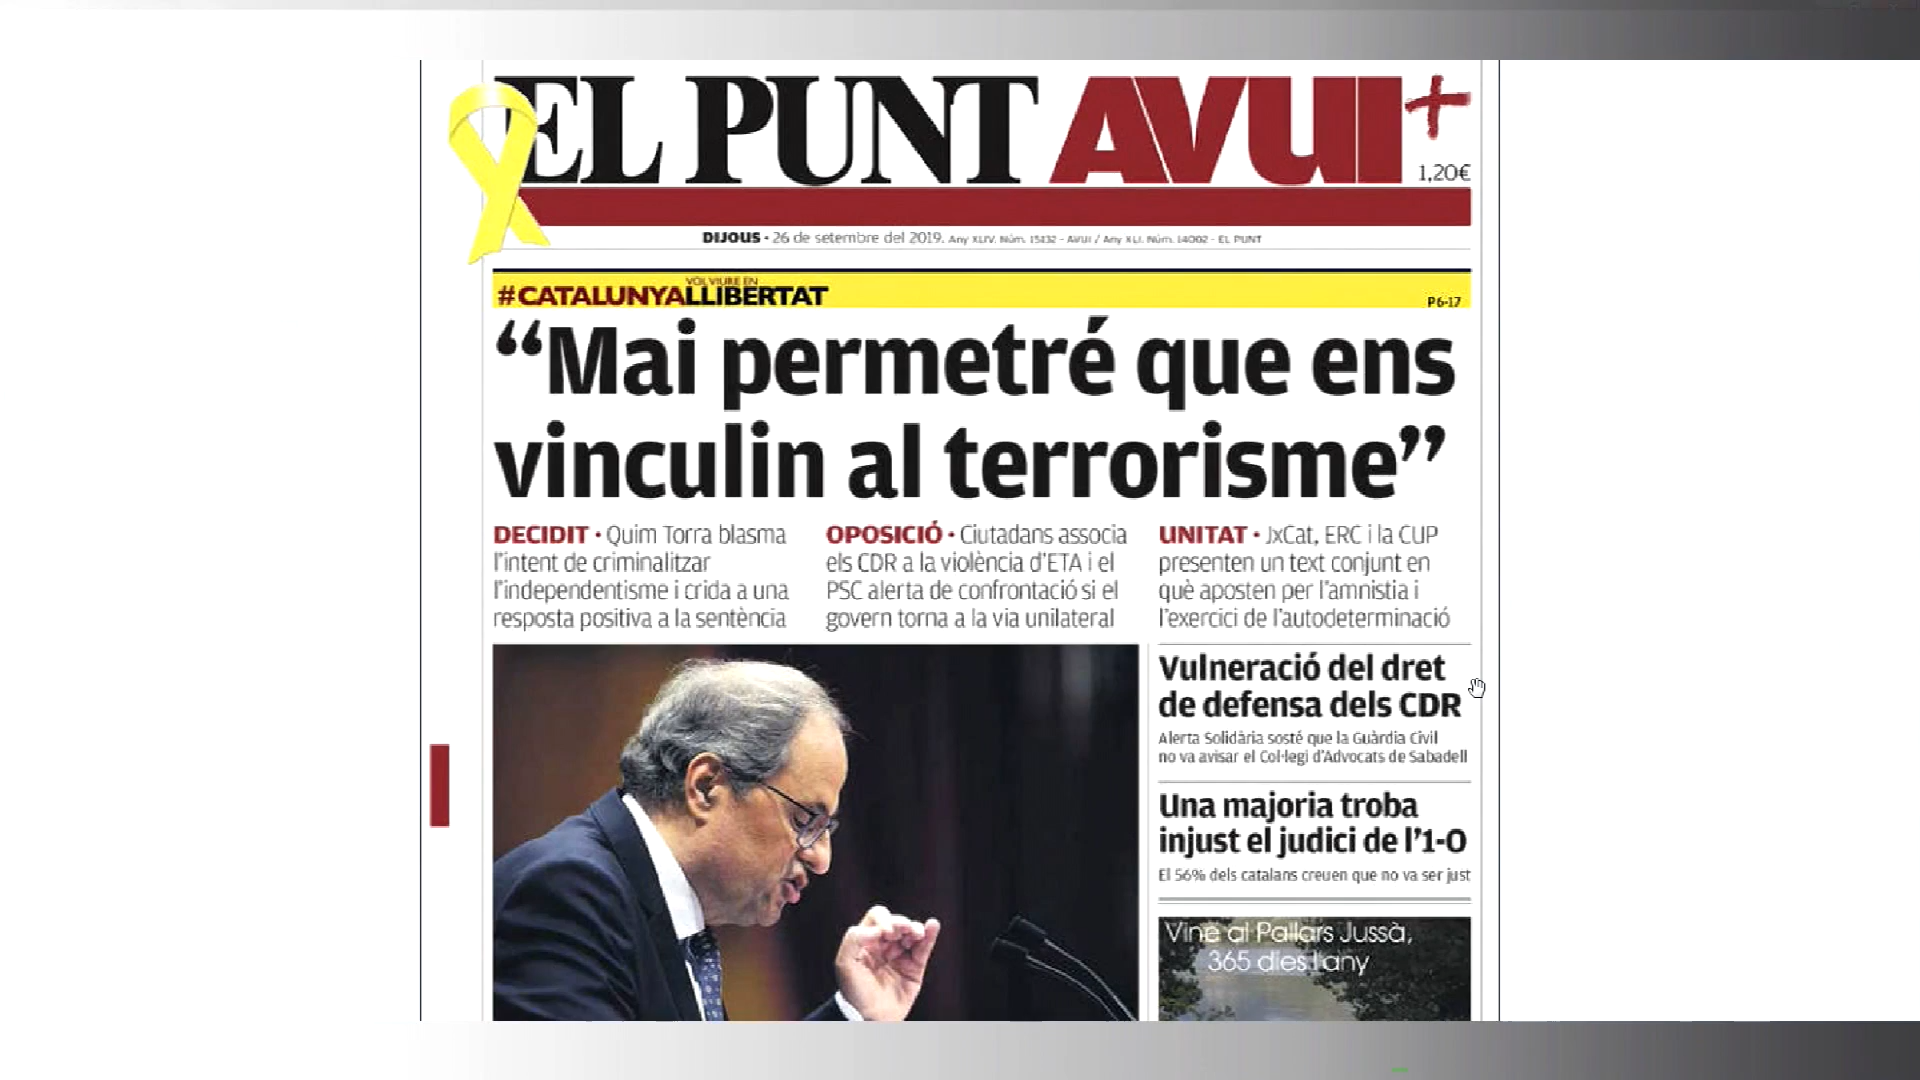 EL PUNT AVUI+
1,20€
DIJOUS · 26 de setembre del 2019. Any XLIV. Núm. 15132 - AVUI / Any XLI. Núm. 14002 - EL PUNT
VOL VIURE EN
#CATALUNYALLIBERTAT
P6-17
“Mai permetré que ens
vinculin al terrorisme”
DECIDIT · Quim Torra blasma
l'intent de criminalitzar
l'independentisme i crida a una
resposta positiva a la sentència
OPOSICIÓ · Ciutadans associa
els CDR a la violència d'ETA i el
PSC alerta de confrontació si el
govern torna a la via unilateral
UNITAT · JxCat, ERC i la CUP
presenten un text conjunt en
què aposten per l'amnistia i
l'exercici de l'autodeterminació
Vulneració del dret
de defensa dels CDR
Alerta Solidària sosté que la Guàrdia Civil
no va avisar el Col·legi d'Advocats de Sabadell
Una majoria troba
injust el judici de l'1-O
El 56% dels catalans creuen que no va ser just
Vine al Pallars Jussà,
365 dies l'any